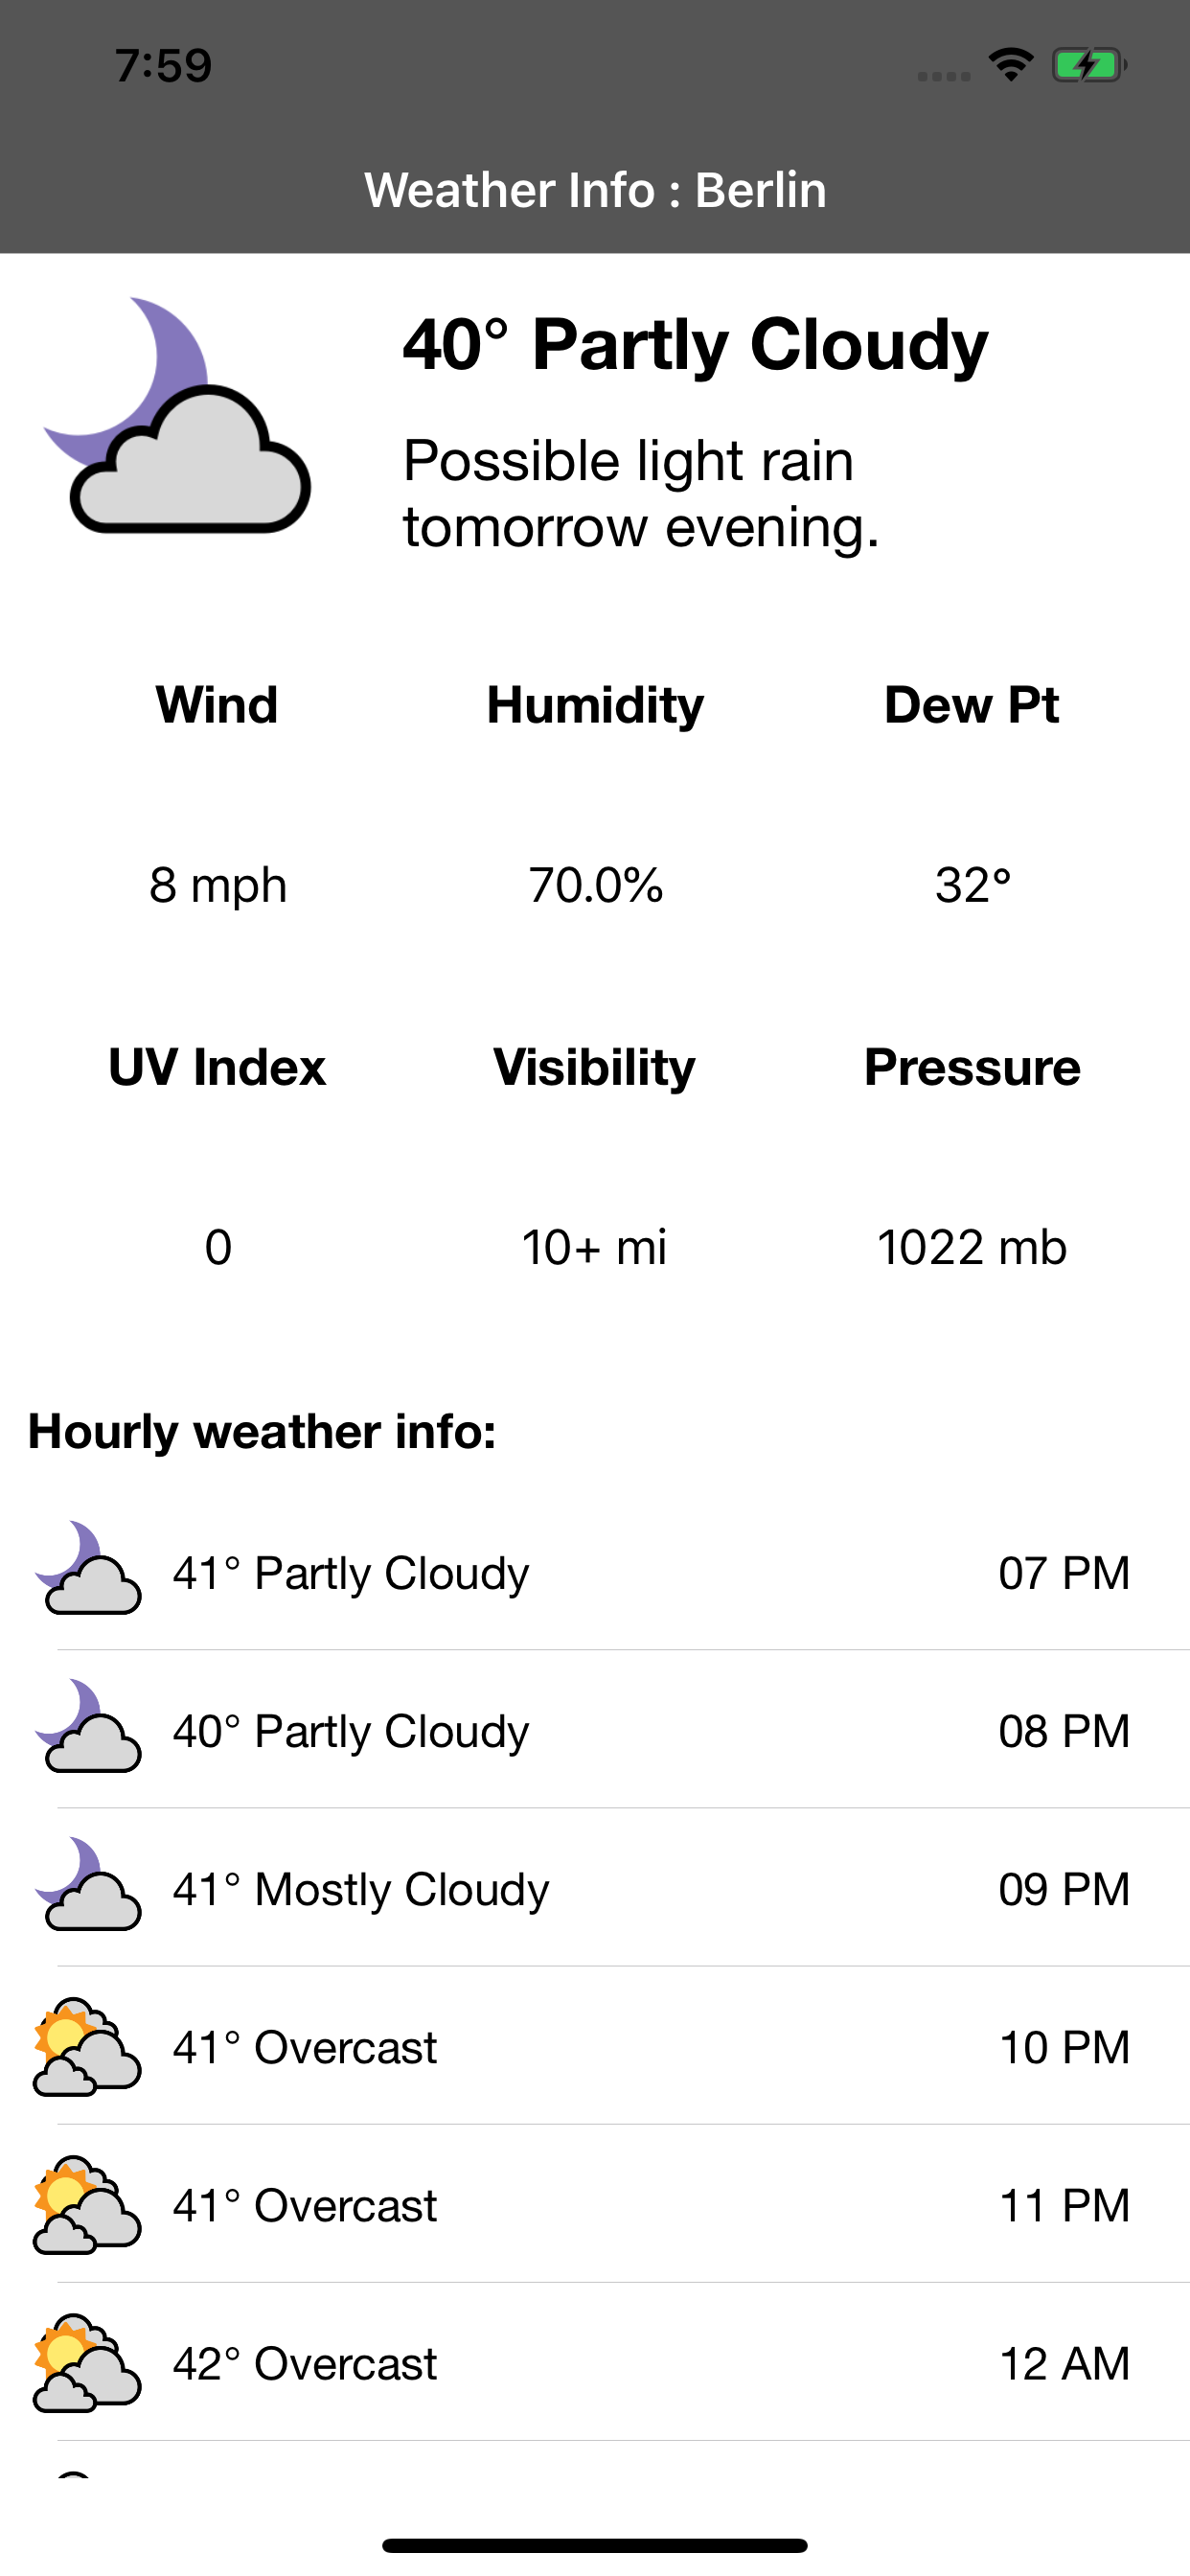 7:59
Weather Info : Berlin
40° Partly Cloudy
Possible light rain
tomorrow evening.
Wind Humidity Dew Pt
8 mph 70.0% 32°
UV Index Visibility Pressure
0 10+ mi 1022 mb
Hourly weather info:
41° Partly Cloudy 07 PM
40° Partly Cloudy 08 PM
41° Mostly Cloudy 09 PM
41° Overcast 10 PM
41° Overcast 11 PM
42° Overcast 12 AM